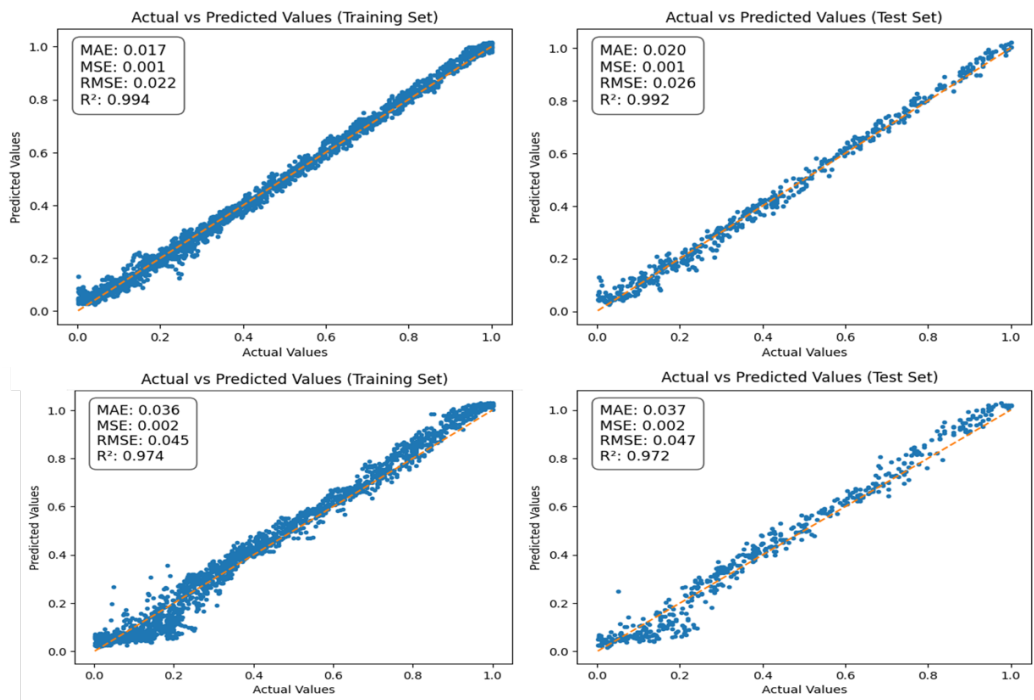 Actual vs Predicted Values (Training Set)
MAE: 0.017
MSE: 0.001
RMSE: 0.022
R²: 0.994
Predicted Values
1.0
0.8
0.6
0.4
0.2
0.0
0.0 0.2 0.4 0.6 0.8 1.0
Actual Values
Actual vs Predicted Values (Test Set)
MAE: 0.020
MSE: 0.001
RMSE: 0.026
R²: 0.992
Predicted Values
1.0
0.8
0.6
0.4
0.2
0.0
0.0 0.2 0.4 0.6 0.8 1.0
Actual Values
Actual vs Predicted Values (Training Set)
MAE: 0.036
MSE: 0.002
RMSE: 0.045
R²: 0.974
Predicted Values
1.0
0.8
0.6
0.4
0.2
0.0
0.0 0.2 0.4 0.6 0.8 1.0
Actual Values
Actual vs Predicted Values (Test Set)
MAE: 0.037
MSE: 0.002
RMSE: 0.047
R²: 0.972
Predicted Values
1.0
0.8
0.6
0.4
0.2
0.0
0.0 0.2 0.4 0.6 0.8 1.0
Actual Values